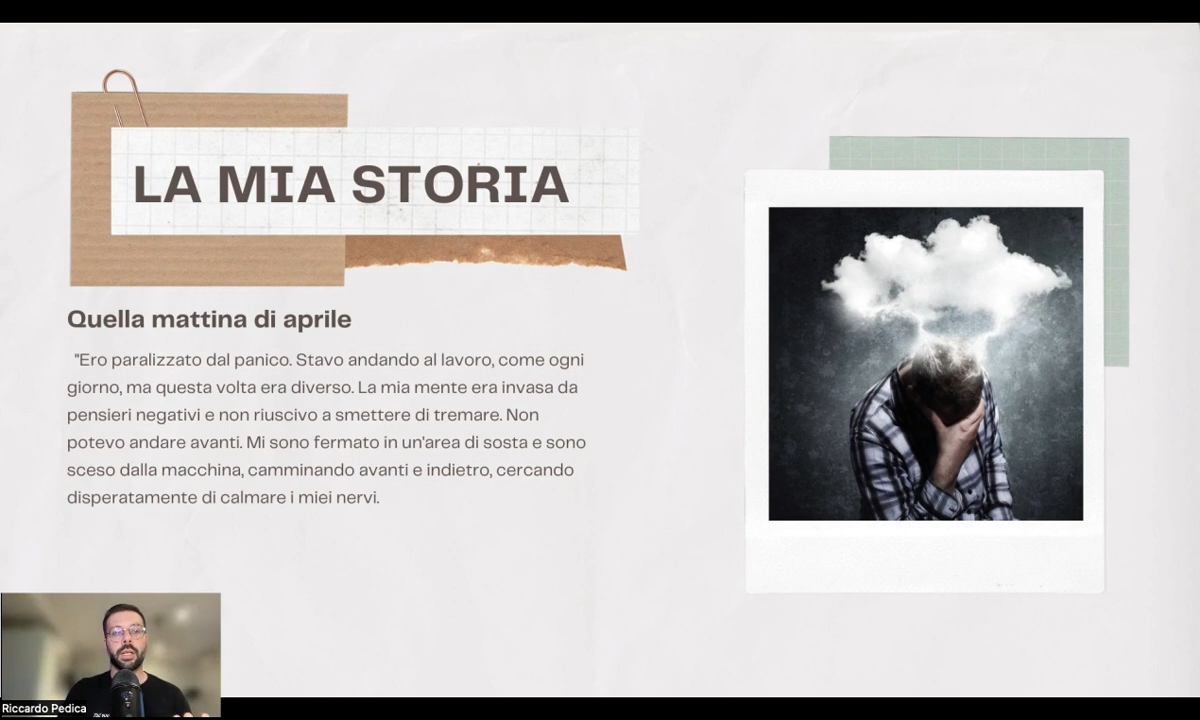 LA MIA STORIA
Quella mattina di aprile
"Ero paralizzato dal panico. Stavo andando al lavoro, come ogni
giorno, ma questa volta era diverso. La mia mente era invasa da
pensieri negativi e non riuscivo a smettere di tremare. Non
potevo andare avanti. Mi sono fermato in un'area di sosta e sono
sceso dalla macchina, camminando avanti e indietro, cercando
disperatamente di calmare i miei nervi.
Riccardo Pedica